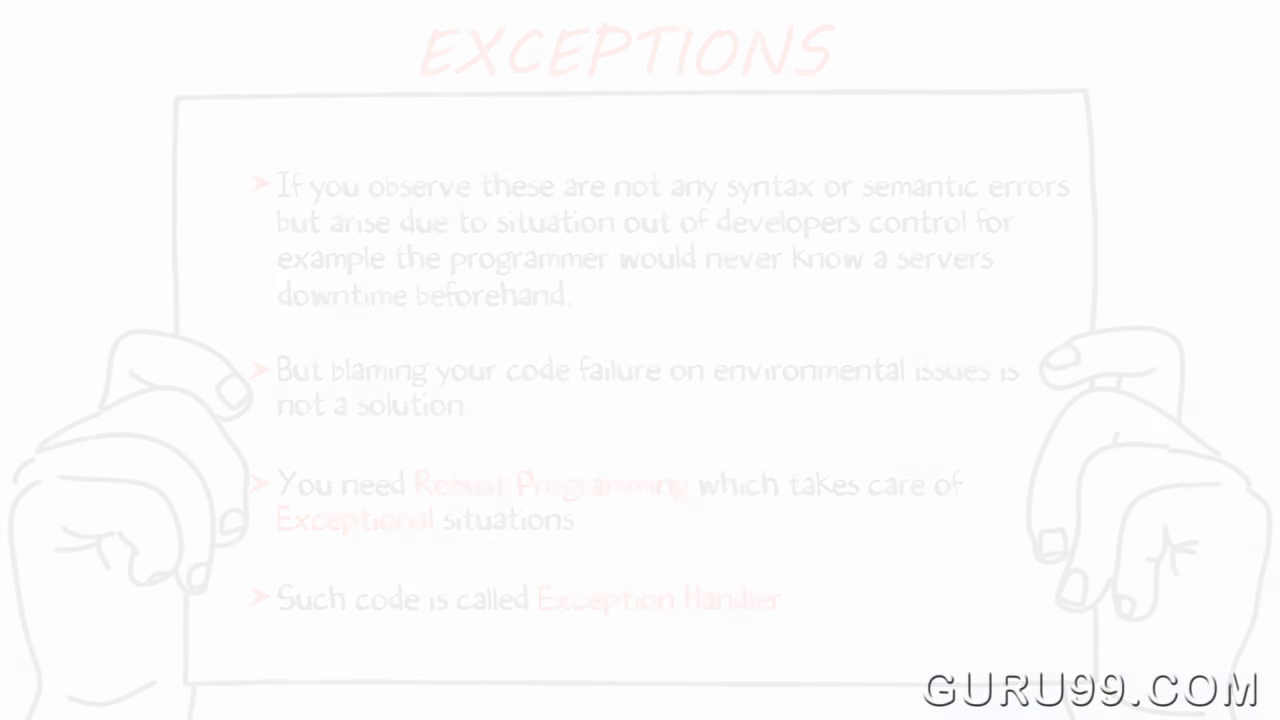 EXCEPTIONS
➤ If you observe these are not any syntax or semantic errors
but arise due to situation out of developers control for
example the programmer would never know a servers
downtime beforehand.
➤ But blaming your code failure on environmental issues is
not a solution.
➤ You need Robust Programming which takes care of
Exceptional situations
➤ Such code is called Exception Handler.
GURU99.COM